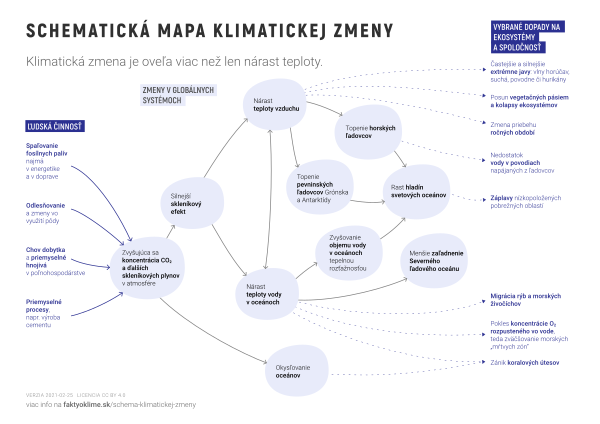 SCHEMATICKÁ MAPA KLIMATICKEJ ZMENY
Klimatická zmena je oveľa viac než len nárast teploty.
VYBRANÉ DOPADY NA
EKOSYSTÉMY
A SPOLOČNOSŤ
ZMENY V GLOBÁLNYCH
SYSTÉMOCH
ĽUDSKÁ ČINNOSŤ
Spaľovanie
fosílnych palív
najmä
v energetike
a v doprave
Odlesňovanie
a zmeny vo
využití pôdy
Chov dobytka
a priemyselné
hnojivá
v poľnohospodárstve
Priemyselné
procesy,
napr. výroba
cementu
Zvyšujúca sa
koncentrácia CO₂
a ďalších
skleníkových plynov
v atmosfére
Silnejší
skleníkový
efekt
Nárast
teploty vzduchu
Topenie horských
ľadovcov
Topenie
pevninských
ľadovcov Grónska
a Antarktídy
Rast hladín
svetových oceánov
Zvyšovanie
objemu vody
v oceánoch
tepelnou
rozťažnosťou
Menšie zaľadnenie
Severného
ľadového oceánu
Nárast
teploty vody
v oceánoch
Okysľovanie
oceánov
Častejšie a silnejšie
extrémne javy: vlny horúčav,
suchá, povodne či hurikány
Posun vegetačných pásiem
a kolapsy ekosystémov
Zmena priebehu
ročných období
Nedostatok
vody v povodiach
napájaných z ľadovcov
Záplavy nízkopoložených
pobrežných oblastí
Migrácia rýb a morských
živočíchov
Pokles koncentrácie O₂
rozpusteného vo vode,
teda zväčšovanie morských
„mŕtvych zón"
Zánik koralových útesov
VERZIA 2021-02-25 LICENCIA CC BY 4.0
viac info na faktyoklime.sk/schema-klimatickej-zmeny